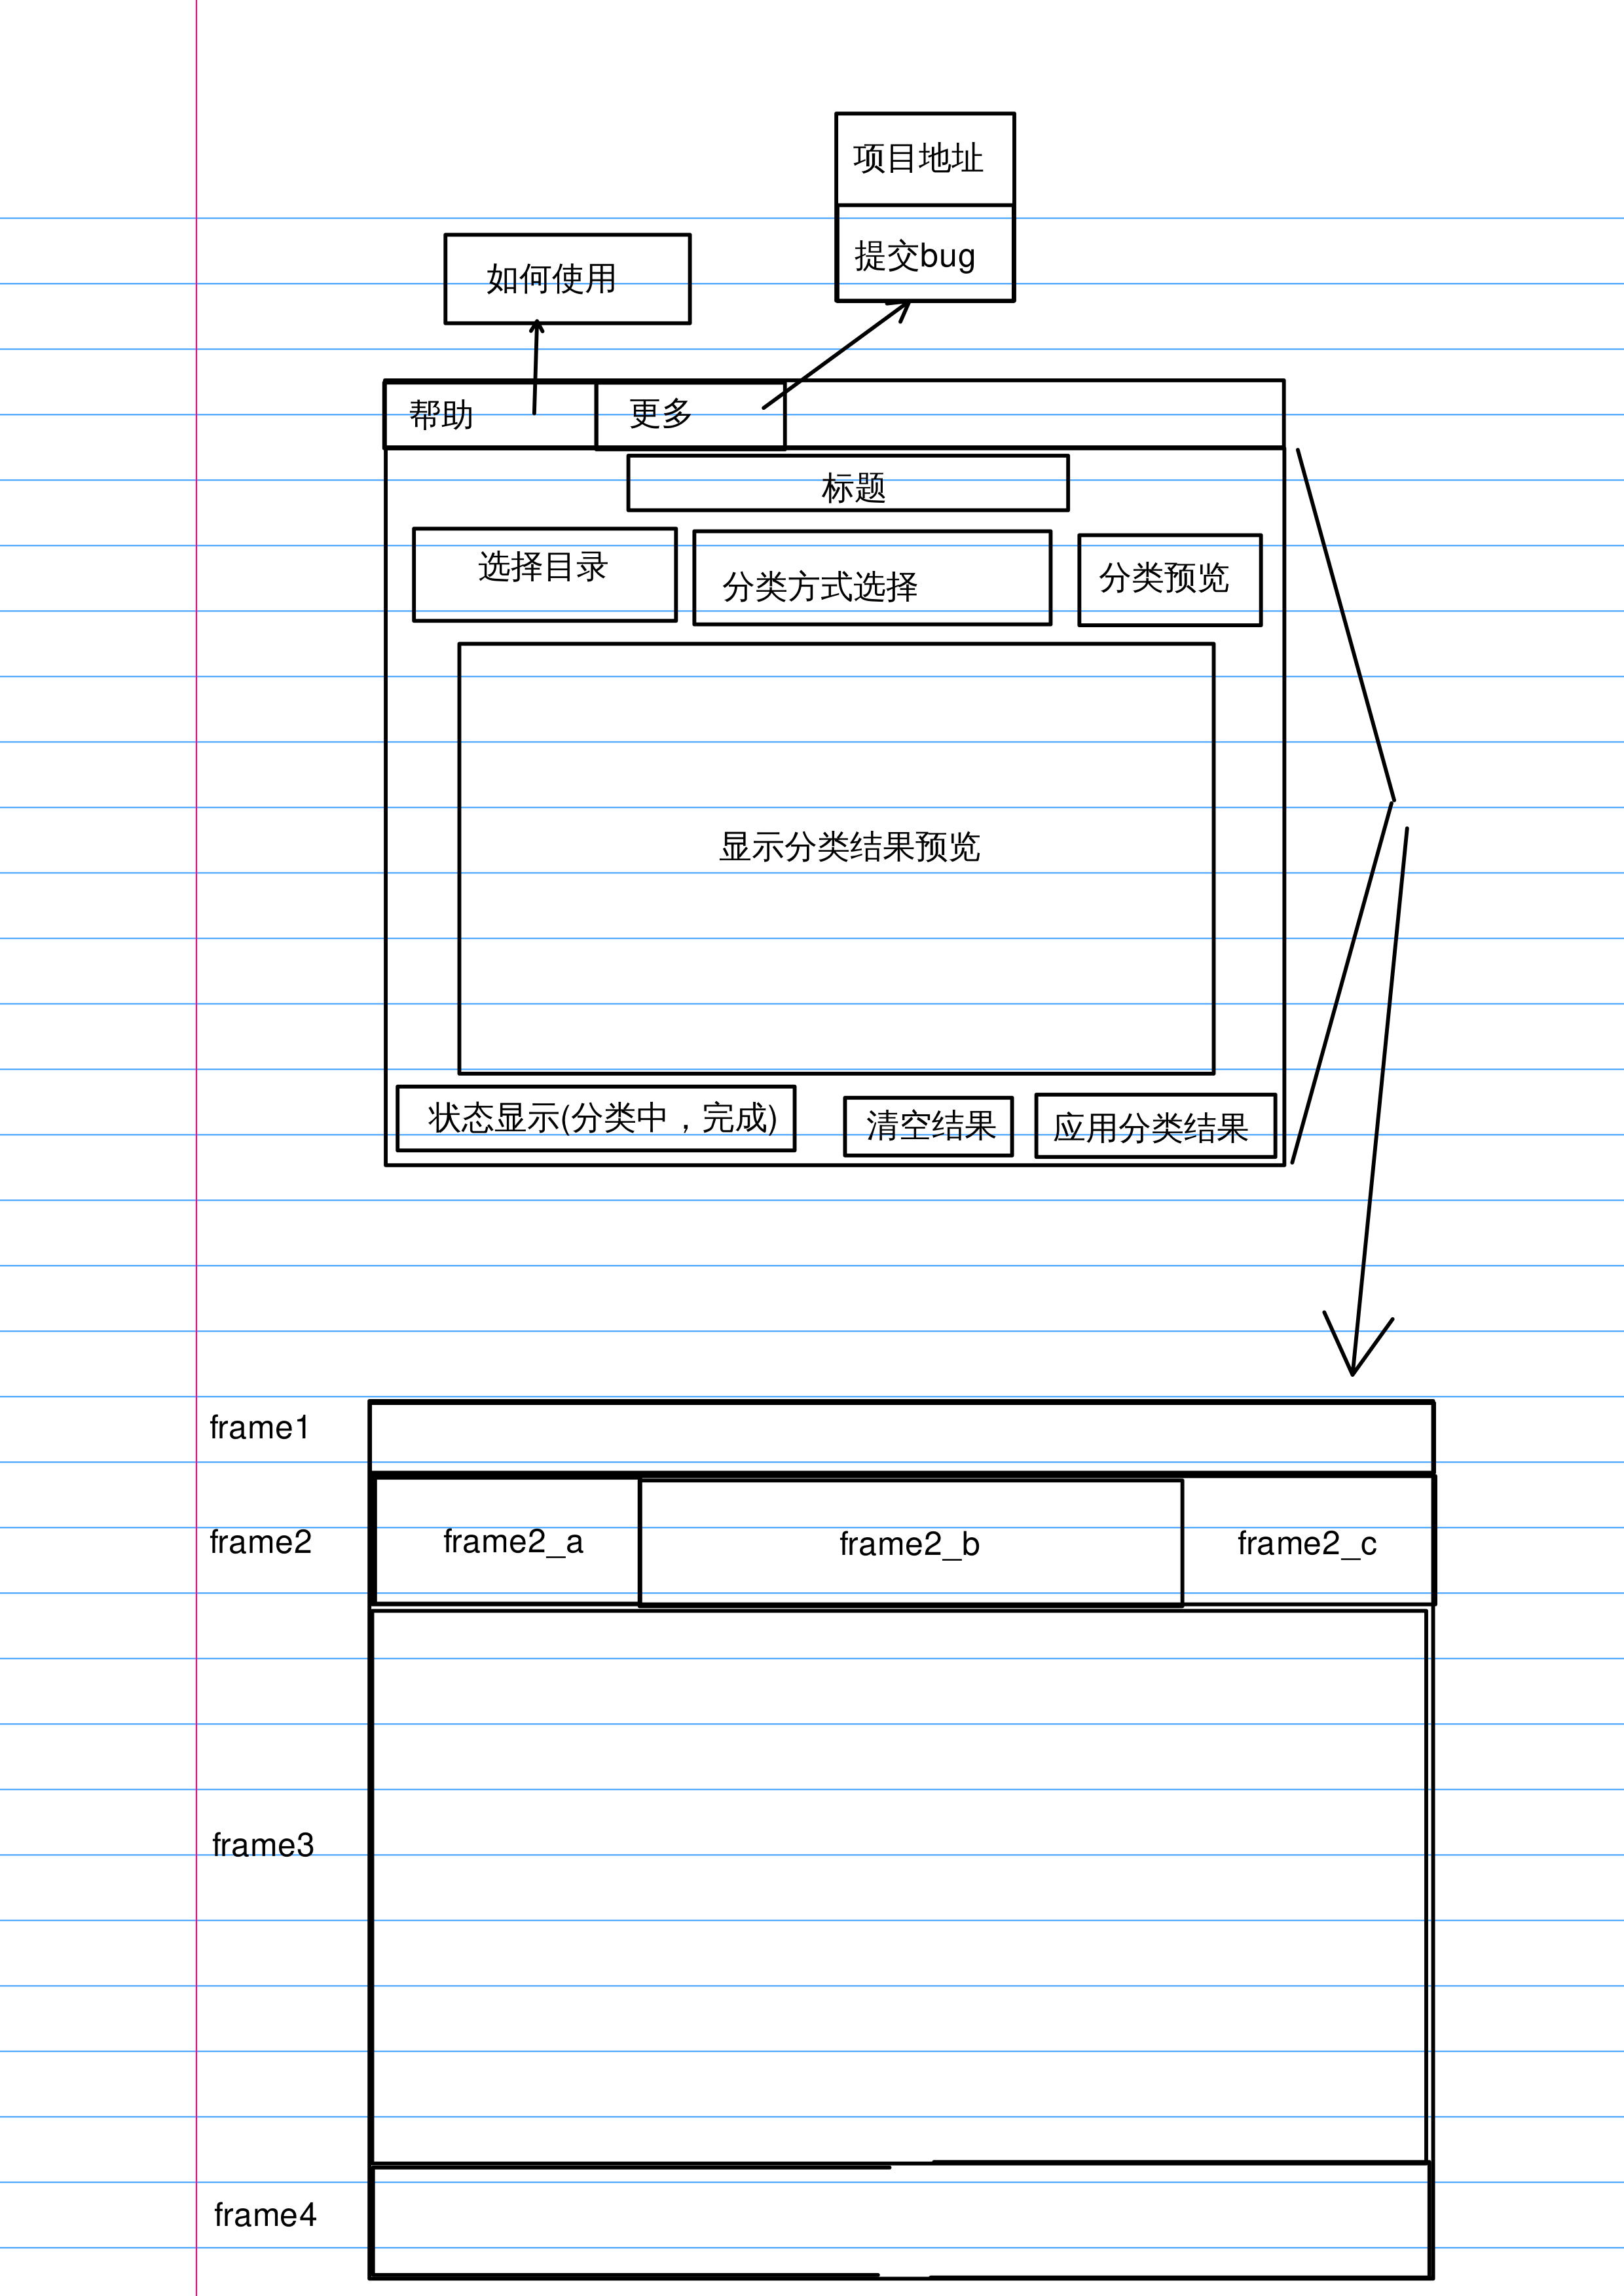 项目地址
提交bug
如何使用
帮助
更多
标题
选择目录
分类方式选择
分类预览
显示分类结果预览
状态显示(分类中，完成)
清空结果
应用分类结果
frame1
frame2
frame2_a
frame2_b
frame2_c
frame3
frame4